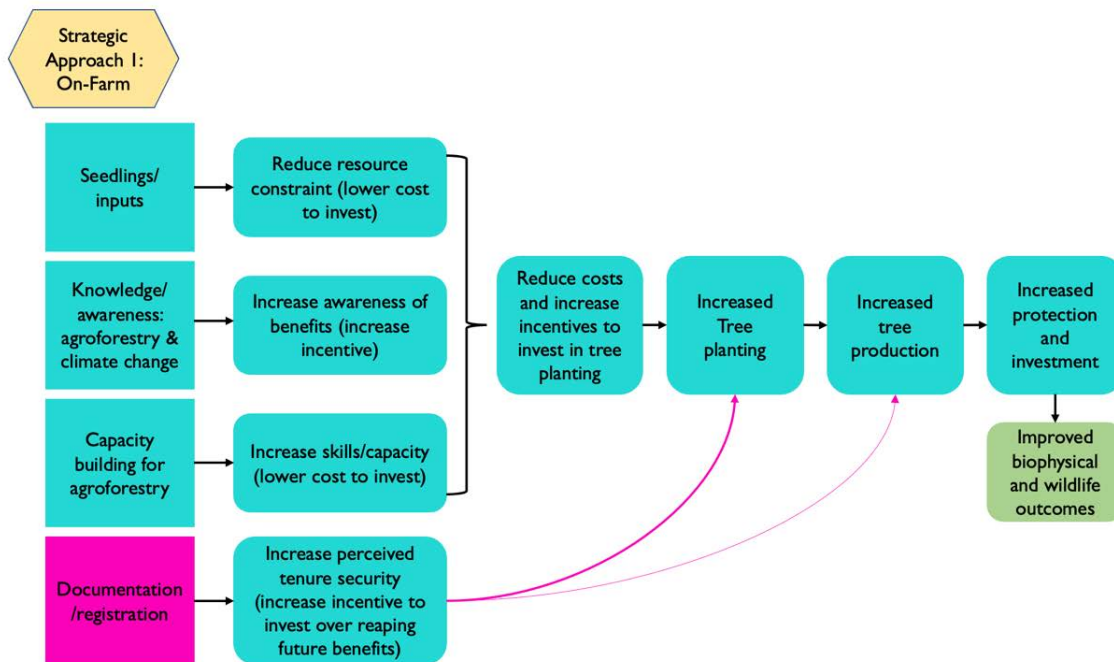 Strategic
Approach 1:
On-Farm
Seedlings/
inputs
Reduce resource
constraint (lower cost
to invest)
Knowledge/
awareness:
agroforestry &
climate change
Increase awareness of
benefits (increase
incentive)
Capacity
building for
agroforestry
Increase skills/capacity
(lower cost to invest)
Documentation
/registration
Increase perceived
tenure security
(increase incentive to
invest over reaping
future benefits)
Reduce costs
and increase
incentives to
invest in tree
planting
Increased
Tree
planting
Increased
tree
production
Increased
protection
and
investment
Improved
biophysical
and wildlife
outcomes